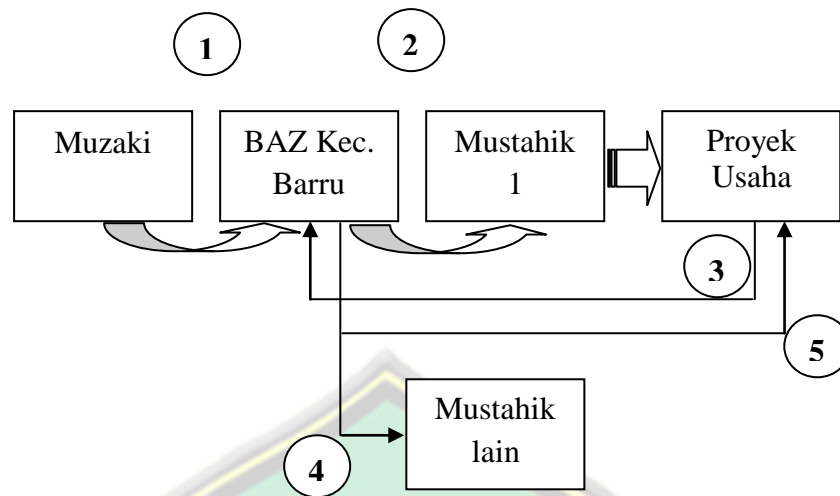 1
2
Muzaki
BAZ Kec.
Barru
Mustahik
1
Proyek
Usaha
3
5
Mustahik
lain
4